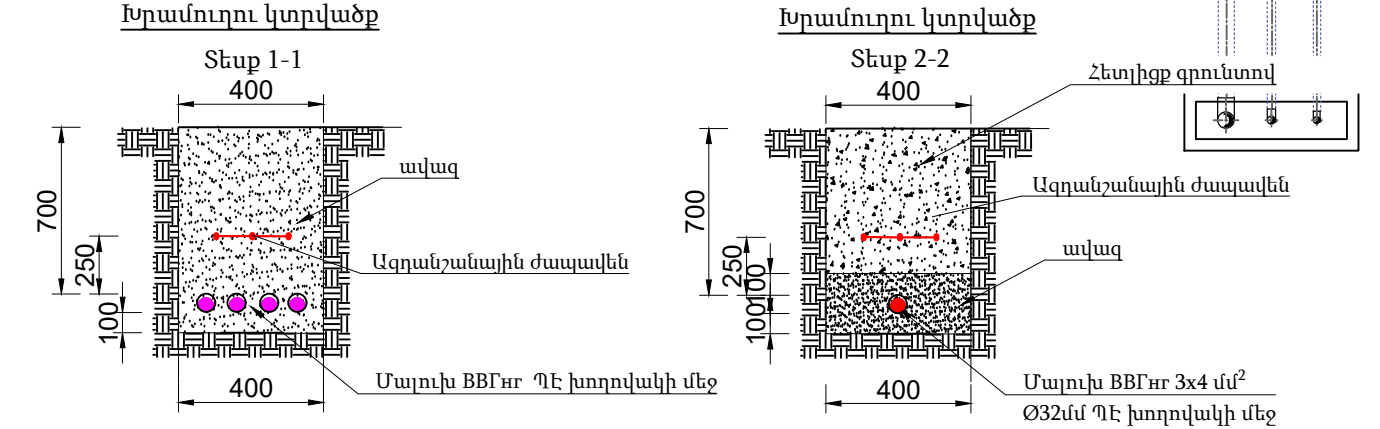 Խրամուղու կտրվածք
Տեսք 1-1
400
700
250
100
ավազ
Ազդանշանային ժապավեն
400
Մալուխ ВВГнг ՊԷ խողովակի մեջ
Խրամուղու կտրվածք
Տեսք 2-2
400
Հետլիցք գրունտով
700
250
100
100
Ազդանշանային ժապավեն
ավազ
400
Մալուխ ВВГнг 3x4 մմ²
Ø32մմ ՊԷ խողովակի մեջ